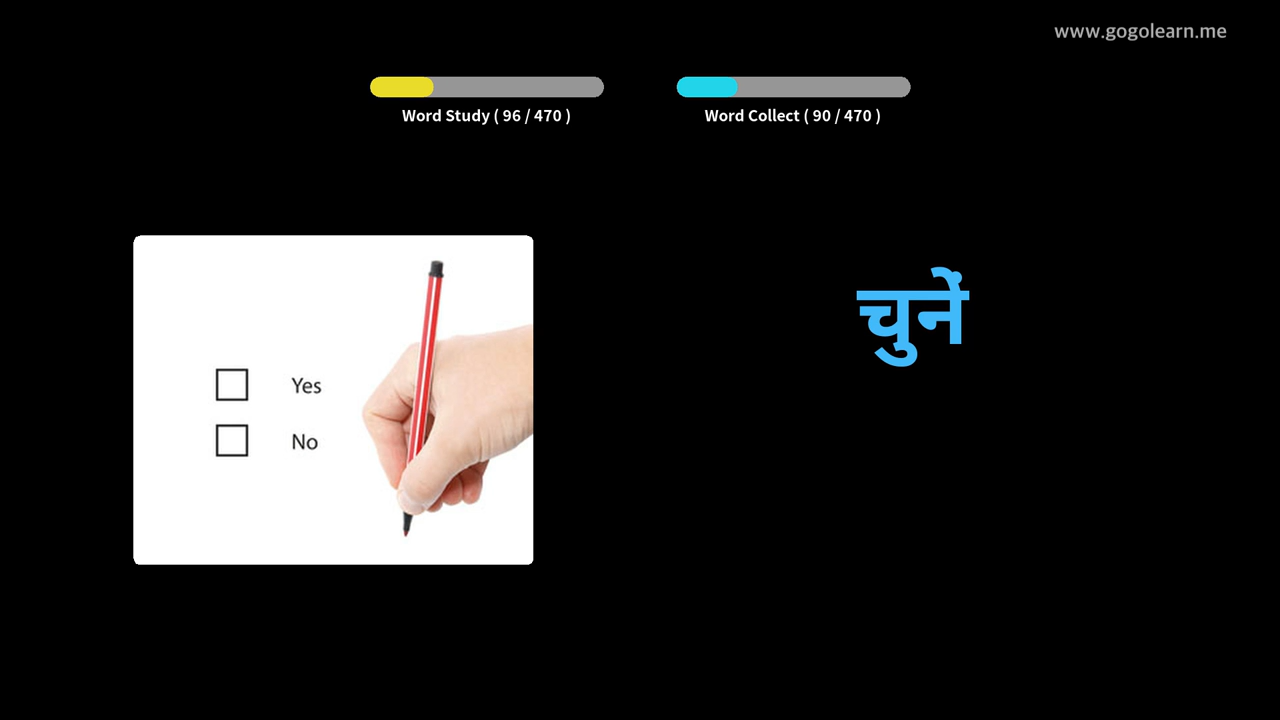 www.gogolearn.me
Word Study ( 96 / 470 )
Word Collect ( 90 / 470 )
चुनें
Yes
No